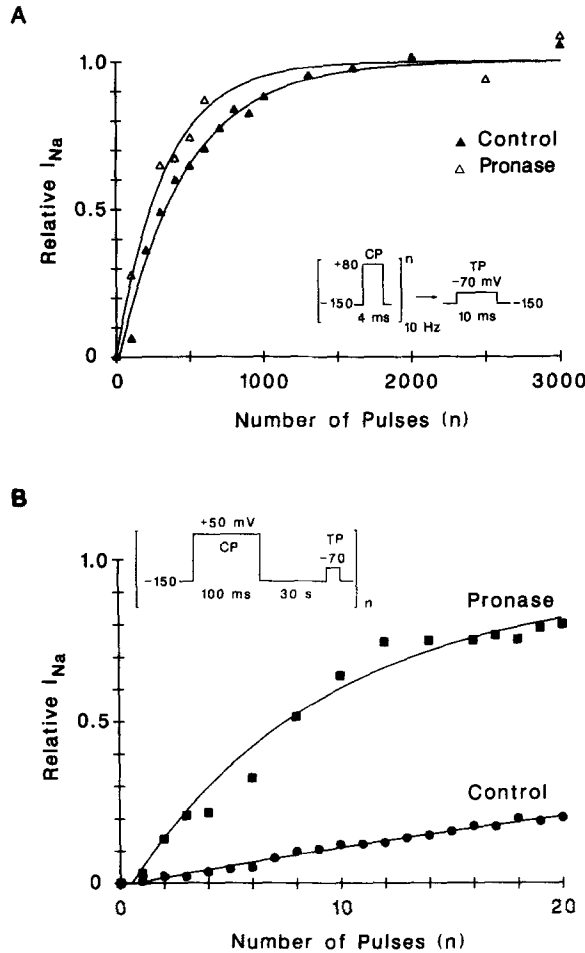 A
Relative I_Na
1.0
0.5
0
▲ Control
△ Pronase
CP
n
TP
+80
-70 mV
-150
-150
4 ms
10 Hz
10 ms
0
1000
2000
3000
Number of Pulses (n)
B
+50 mV
TP
CP
-70
-150
100 ms
30 s
n
Relative I_Na
1.0
0.5
0
Pronase
Control
0
10
20
Number of Pulses (n)